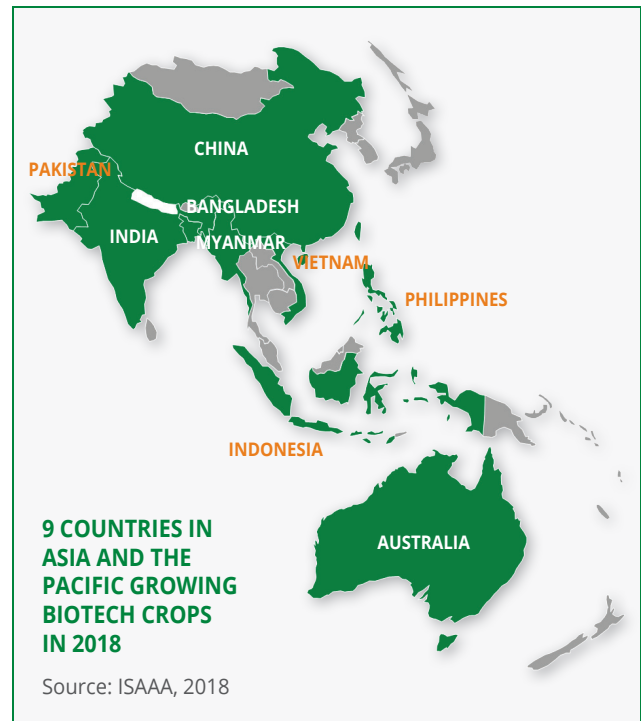 CHINA
PAKISTAN
BANGLADESH
INDIA
MYANMAR
VIETNAM
PHILIPPINES
INDONESIA
AUSTRALIA
9 COUNTRIES IN
ASIA AND THE
PACIFIC GROWING
BIOTECH CROPS
IN 2018
Source: ISAAA, 2018